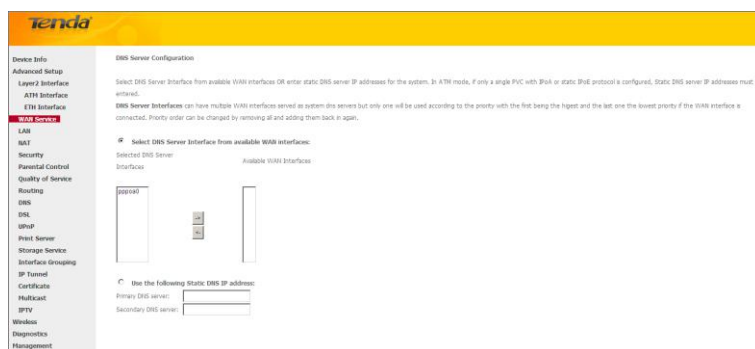 Tenda
Device Info
Advanced Setup
Layer2 Interface
ATM Interface
ETH Interface
WAN Service
LAN
NAT
Security
Parental Control
Quality of Service
Routing
DNS
DSL
UPnP
Print Server
Storage Service
Interface Grouping
IP Tunnel
Certificate
Multicast
IPTV
Wireless
Diagnostics
Management
DNS Server Configuration
Select DNS Server Interface from available WAN interfaces OR enter static DNS server IP addresses for the system. In ATM mode, if only a single PVC with IPoA or static IPoE protocol is configured, Static DNS server IP addresses must
entered.
DNS Server Interfaces can have multiple WAN interfaces served as system dns servers but only one will be used according to the priority with the first being the higest and the last one the lowest priority if the WAN interface is
connected. Priority order can be changed by removing all and adding them back in again.
Select DNS Server Interface from available WAN interfaces:
Selected DNS Server
Interfaces
Available WAN Interfaces
pppoa0
->
<-
Use the following Static DNS IP address:
Primary DNS server:
Secondary DNS server: